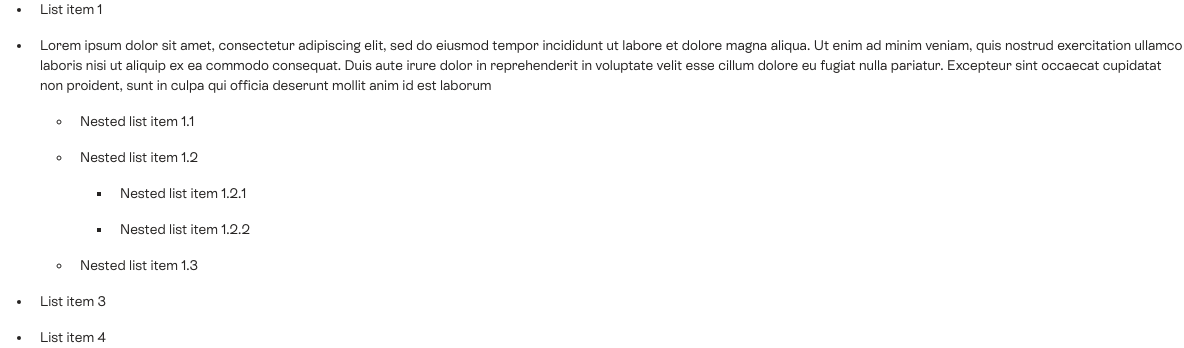 List item 1
Lorem ipsum dolor sit amet, consectetur adipiscing elit, sed do eiusmod tempor incididunt ut labore et dolore magna aliqua. Ut enim ad minim veniam, quis nostrud exercitation ullamco
laboris nisi ut aliquip ex ea commodo consequat. Duis aute irure dolor in reprehenderit in voluptate velit esse cillum dolore eu fugiat nulla pariatur. Excepteur sint occaecat cupidatat
non proident, sunt in culpa qui officia deserunt mollit anim id est laborum
Nested list item 1.1
Nested list item 1.2
Nested list item 1.2.1
Nested list item 1.2.2
Nested list item 1.3
List item 3
List item 4